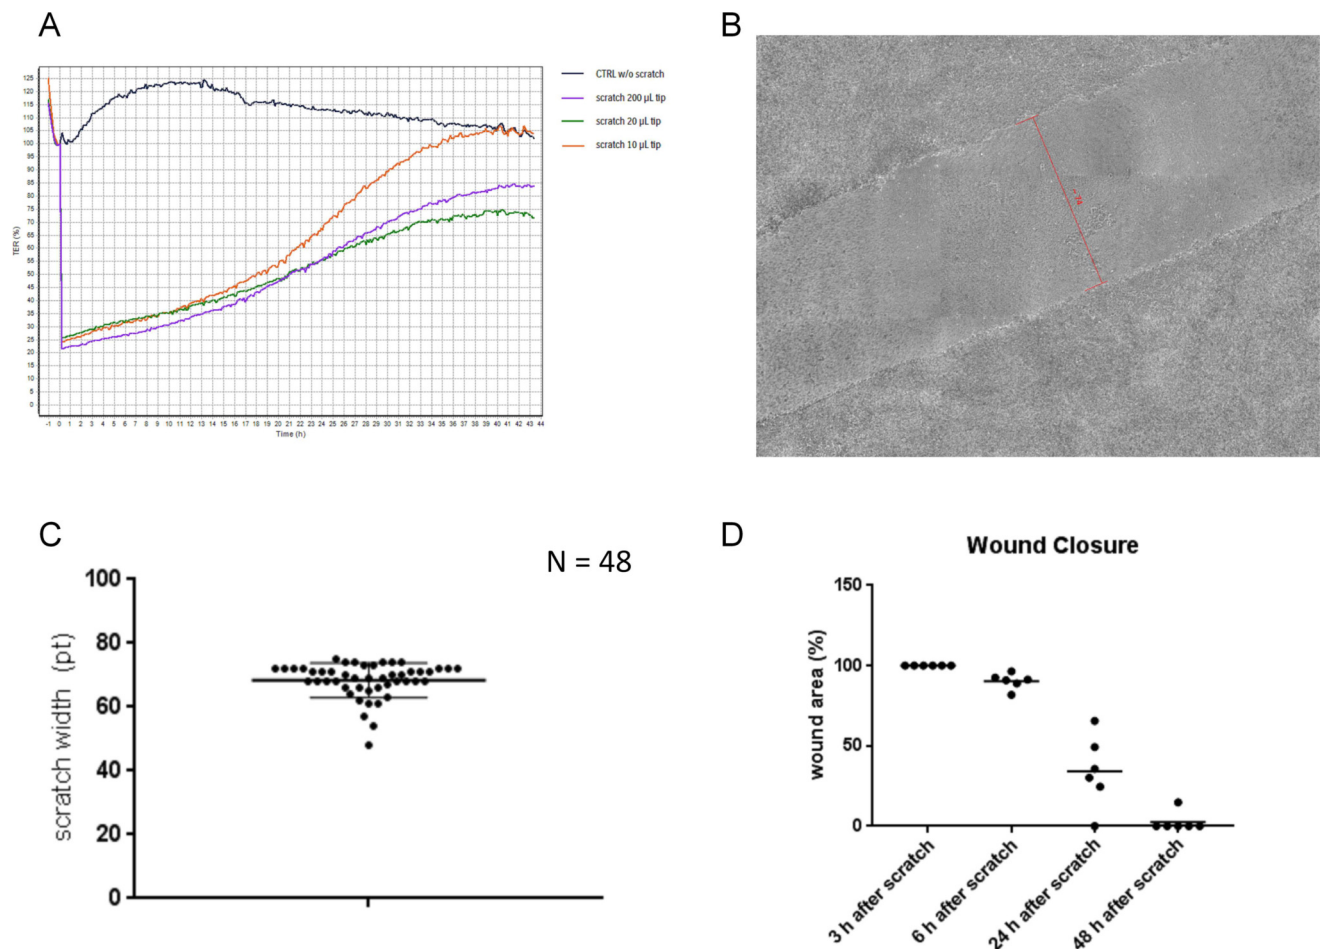 A
125
120
115
110
105
100
95
90
85
80
75
70
65
60
55
50
45
40
35
30
25
20
15
10
5
0
TER (%)
-1 0 1 2 3 4 5 6 7 8 9 10 11 12 13 14 15 16 17 18 19 20 21 22 23 24 25 26 27 28 29 30 31 32 33 34 35 36 37 38 39 40 41 42 43 44
Time (h)
CTRL w/o scratch
scratch 200 µL tip
scratch 20 µL tip
scratch 10 µL tip
B
C
N = 48
100
80
60
40
20
0
scratch width (pt)
D
Wound Closure
150
100
50
0
wound area (%)
3 h after scratch
6 h after scratch
24 h after scratch
48 h after scratch